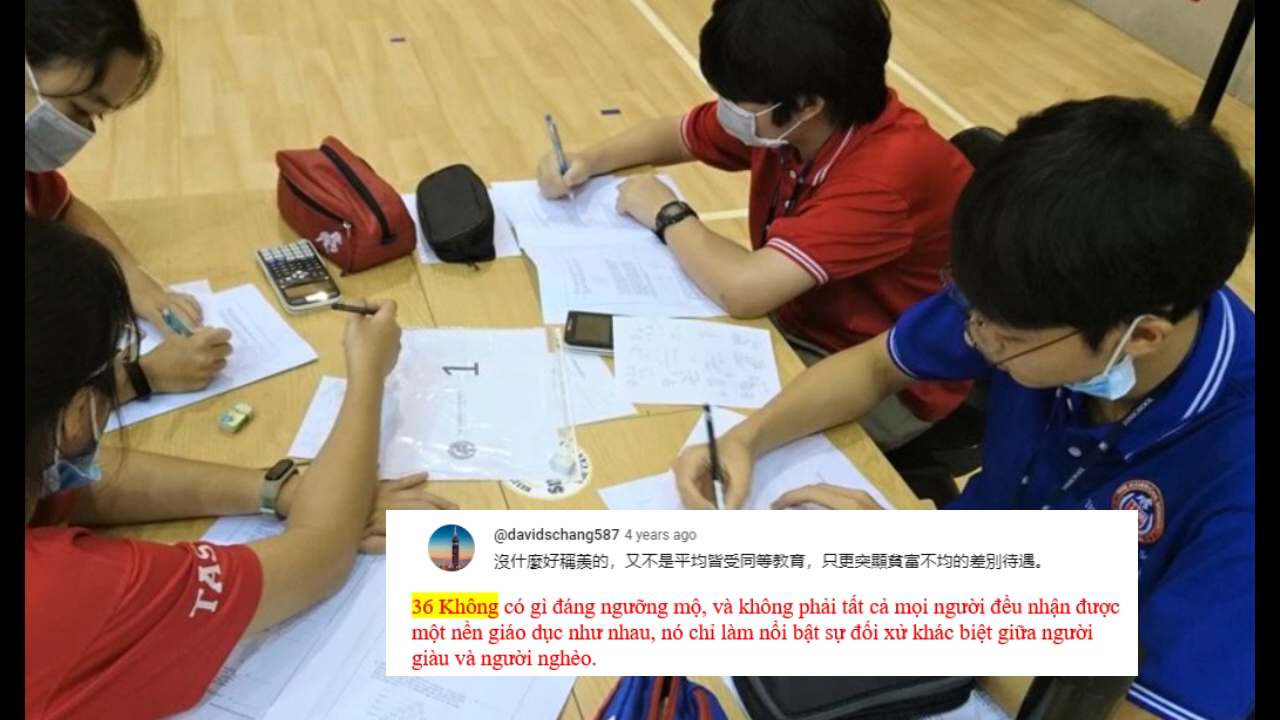 1
TAS
@davidschang587 4 years ago
沒什麼好稱羨的，又不是平均皆受同等教育，只更突顯貧富不均的差別待遇。
36 Không có gì đáng ngưỡng mộ, và không phải tất cả mọi người đều nhận được
một nền giáo dục như nhau, nó chỉ làm nổi bật sự đối xử khác biệt giữa người
giàu và người nghèo.